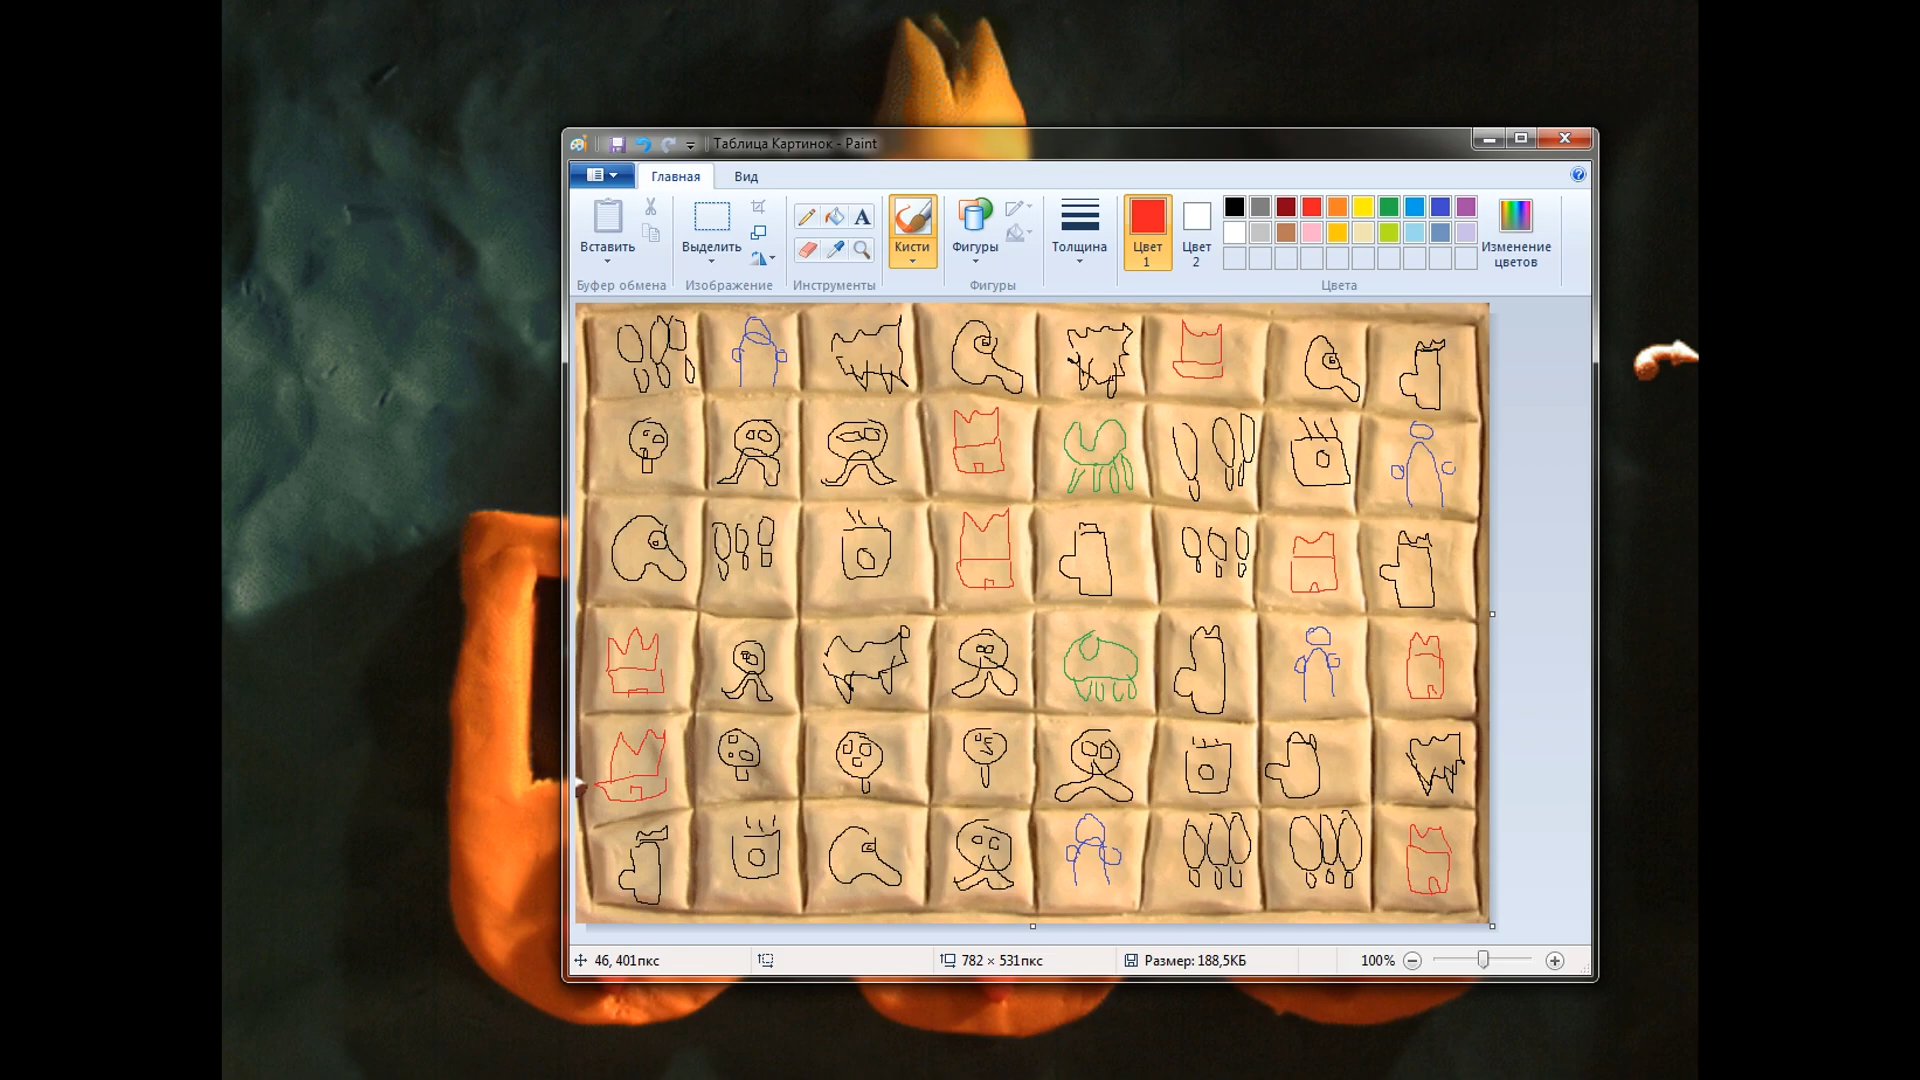 Таблица Картинок - Paint
Главная
Вид
Вставить
Выделить
A
Кисти
Фигуры
Толщина
Цвет
1
Цвет
2
Изменение
цветов
Буфер обмена
Изображение
Инструменты
Фигуры
Цвета
46, 401пкс
782 × 531пкс
Размер: 188,5КБ
100%